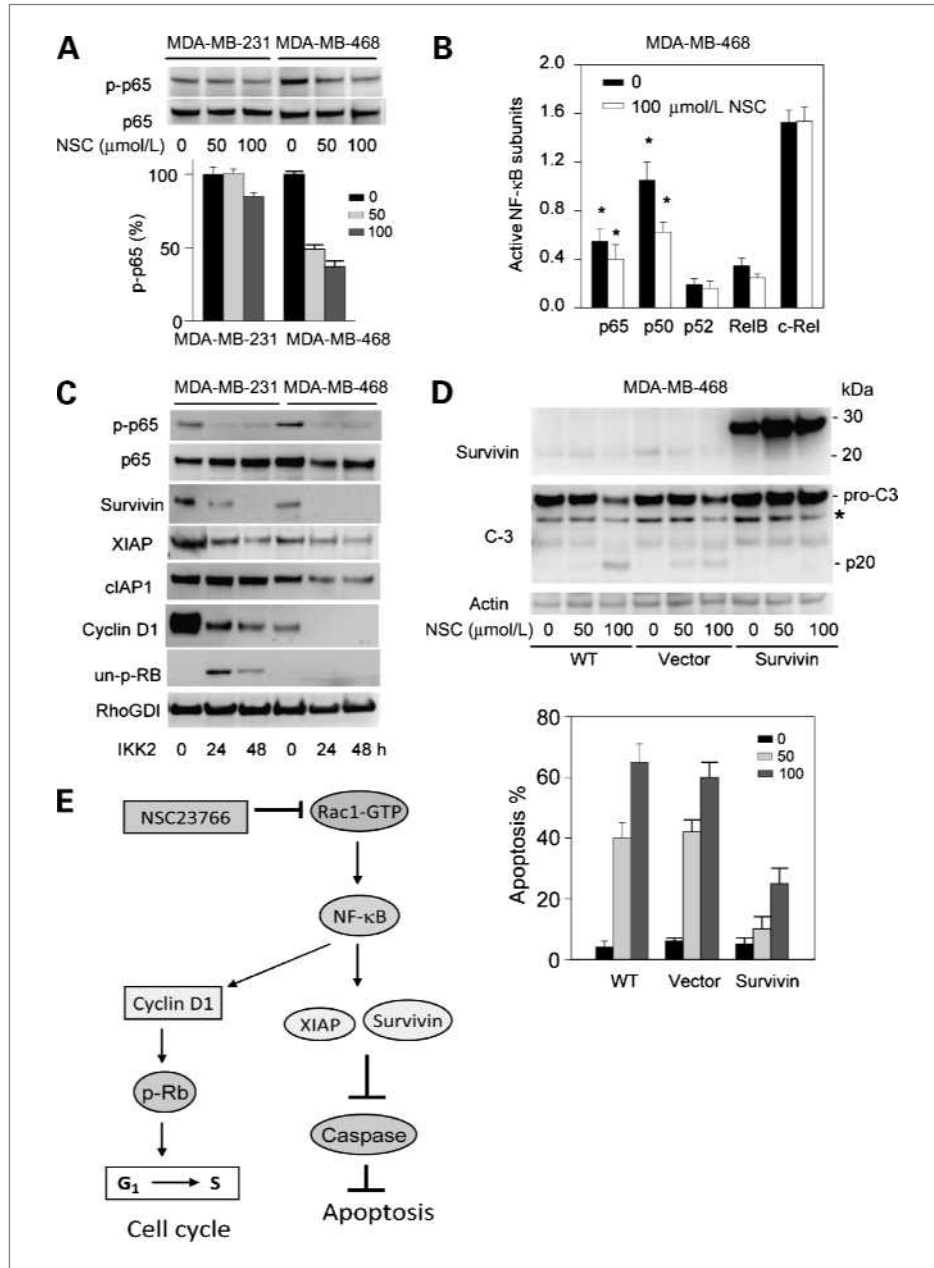 A
MDA-MB-231 MDA-MB-468
p-p65
p65
NSC (μmol/L) 0 50 100 0 50 100
100
50
0
p-p65 (%)
0
50
100
MDA-MB-231 MDA-MB-468
B
MDA-MB-468
2.0
1.6
1.2
0.8
0.4
0.0
Active NF-κB subunits
0
100 μmol/L NSC
* * * *
p65 p50 p52 RelB c-Rel
C
MDA-MB-231 MDA-MB-468
p-p65
p65
Survivin
XIAP
cIAP1
Cyclin D1
un-p-RB
RhoGDI
IKK2 0 24 48 0 24 48 h
D
MDA-MB-468
kDa
- 30
Survivin
- 20
- pro-C3
*
C-3
- p20
Actin
NSC (μmol/L) 0 50 100 0 50 100 0 50 100
WT Vector Survivin
80
60
40
20
0
Apoptosis %
0
50
100
WT Vector Survivin
E
NSC23766 Rac1-GTP
NF-κB
Cyclin D1
XIAP Survivin
p-Rb
Caspase
G1 S
Apoptosis
Cell cycle